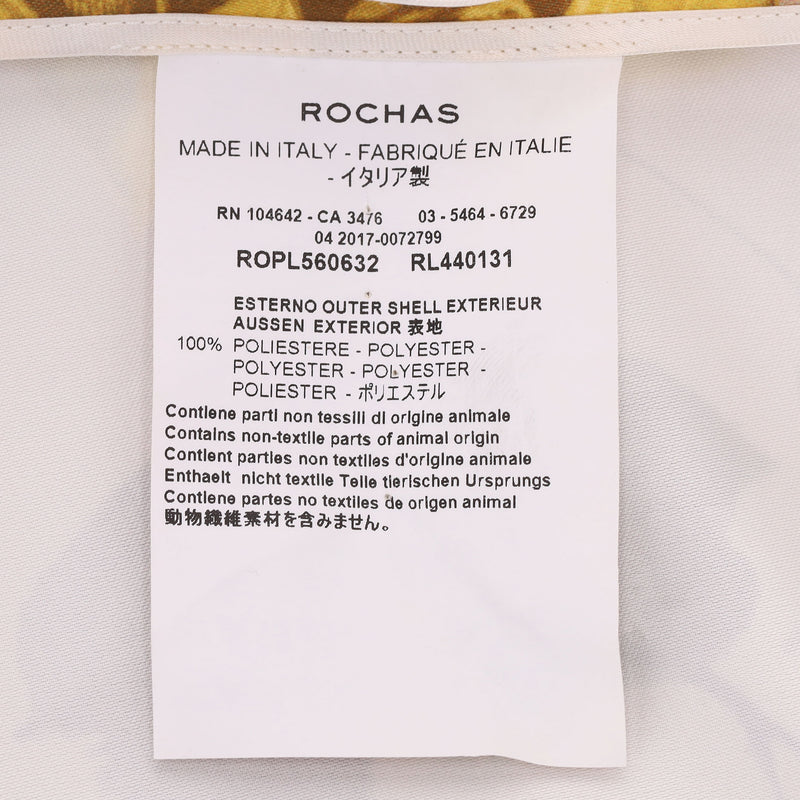 ROCHAS
MADE IN ITALY - FABRIQUÉ EN ITALIE
- イタリア製
RN 104642 - CA 3476 03 - 5464 - 6729
04 2017-0072799
ROPL560632 RL440131
ESTERNO OUTER SHELL EXTERIEUR
AUSSEN EXTERIOR 表地
100% POLIESTERE - POLYESTER -
POLYESTER - POLYESTER -
POLIESTER - ポリエステル
Contiene parti non tessili di origine animale
Contains non-textile parts of animal origin
Contient parties non textiles d'origine animale
Enthaelt nicht textile Teile tierischen Ursprungs
Contiene partes no textiles de origen animal
動物繊維素材を含みません。